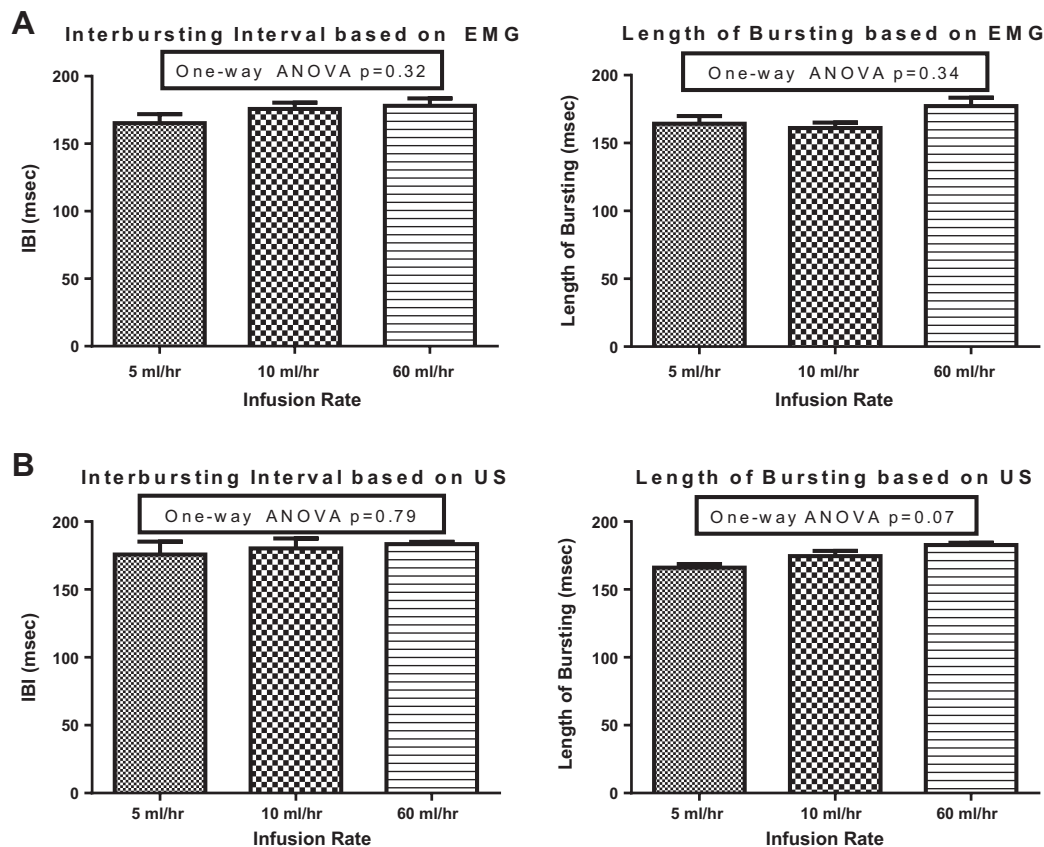 A
Interbursting Interval based on EMG
One-way ANOVA p=0.32
200
150
100
50
0
IBI (msec)
5 ml/hr 10 ml/hr 60 ml/hr
Infusion Rate
Length of Bursting based on EMG
One-way ANOVA p=0.34
200
150
100
50
0
Length of Bursting (msec)
5 ml/hr 10 ml/hr 60 ml/hr
Infusion Rate
B
Interbursting Interval based on US
One-way ANOVA p=0.79
200
150
100
50
0
IBI (msec)
5 ml/hr 10 ml/hr 60 ml/hr
Infusion Rate
Length of Bursting based on US
One-way ANOVA p=0.07
200
150
100
50
0
Length of Bursting (msec)
5 ml/hr 10 ml/hr 60 ml/hr
Infusion Rate